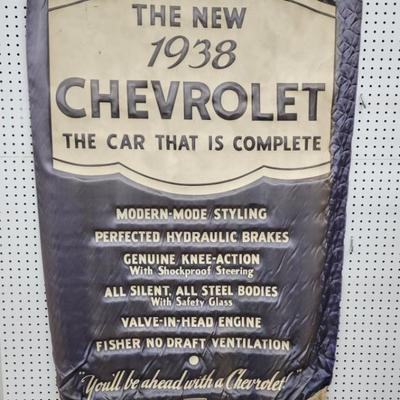 THE NEW
1938
CHEVROLET
THE CAR THAT IS COMPLETE
MODERN-MODE STYLING
PERFECTED HYDRAULIC BRAKES
GENUINE KNEE-ACTION
With Shockproof Steering
ALL SILENT, ALL STEEL BODIES
With Safety Glass
VALVE-IN-HEAD ENGINE
FISHER NO DRAFT VENTILATION
"You'll be ahead with a Chevrolet"